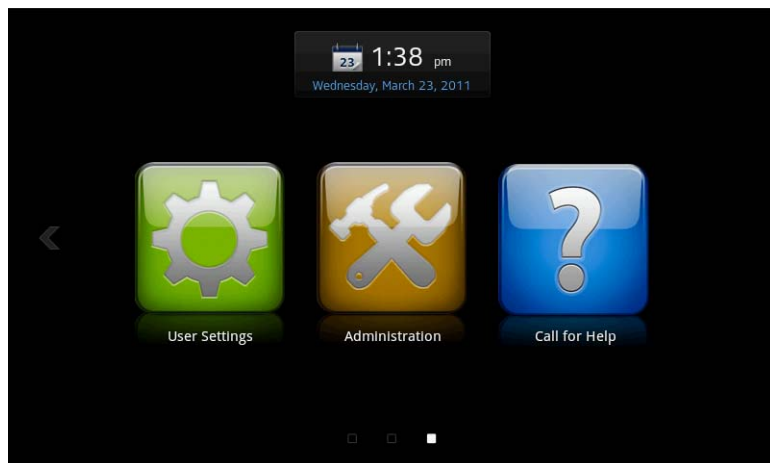 23 1:38 pm
Wednesday, March 23, 2011
User Settings
Administration
Call for Help